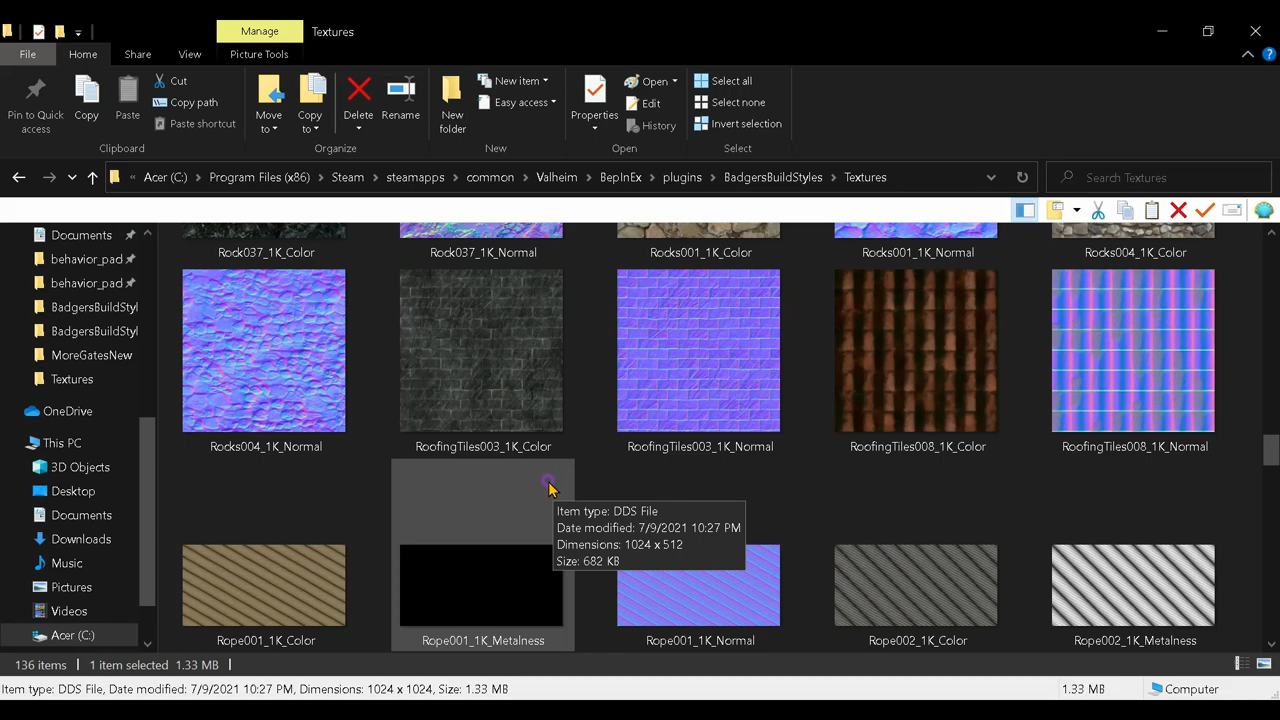 Manage
Textures
File
Home
Share
View
Picture Tools
Pin to Quick access
Copy
Paste
Cut
Copy path
Paste shortcut
Clipboard
Move to
Copy to
Delete
Rename
Organize
New folder
New item
Easy access
New
Properties
Open
Edit
History
Open
Select all
Select none
Invert selection
Select
« Acer (C:) > Program Files (x86) > Steam > steamapps > common > Valheim > BepInEx > plugins > BadgersBuildStyles > Textures
Search Textures
Documents
behavior_pad
behavior_pad
BadgersBuildStyl
BadgersBuildStyl
MoreGatesNew
Textures
OneDrive
This PC
3D Objects
Desktop
Documents
Downloads
Music
Pictures
Videos
Acer (C:)
Rock037_1K_Color
Rock037_1K_Normal
Rocks001_1K_Color
Rocks001_1K_Normal
Rocks004_1K_Color
Rocks004_1K_Normal
RoofingTiles003_1K_Color
RoofingTiles003_1K_Normal
RoofingTiles008_1K_Color
RoofingTiles008_1K_Normal
Item type: DDS File
Date modified: 7/9/2021 10:27 PM
Dimensions: 1024 x 512
Size: 682 KB
Rope001_1K_Color
Rope001_1K_Metalness
Rope001_1K_Normal
Rope002_1K_Color
Rope002_1K_Metalness
136 items
1 item selected 1.33 MB
Item type: DDS File, Date modified: 7/9/2021 10:27 PM, Dimensions: 1024 x 1024, Size: 1.33 MB
1.33 MB
Computer